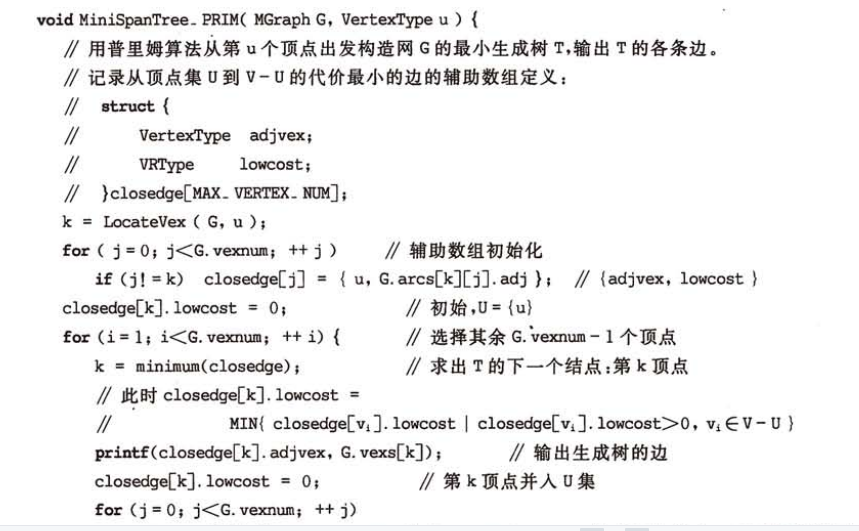 void MiniSpanTree_PRIM( MGraph G, VertexType u ) {
// 用普里姆算法从第 u 个顶点出发构造网 G 的最小生成树 T,输出 T 的各条边。
// 记录从顶点集 U 到 V-U 的代价最小的边的辅助数组定义:
// struct {
// VertexType adjvex;
// VRType lowcost;
// }closedge[MAX_VERTEX_NUM];
k = LocateVex ( G, u );
for ( j=0; j<G.vexnum; ++j ) // 辅助数组初始化
if (j!=k) closedge[j] = { u, G.arcs[k][j].adj }; // {adjvex, lowcost }
closedge[k].lowcost = 0; // 初始,U={u}
for (i=1; i<G.vexnum; ++i) { // 选择其余 G.vexnum-1 个顶点
k = minimum(closedge); // 求出 T 的下一个结点:第 k 顶点
// 此时 closedge[k].lowcost =
// MIN{ closedge[vᵢ].lowcost | closedge[vᵢ].lowcost>0, vᵢ∈V-U }
printf(closedge[k].adjvex, G.vexs[k]); // 输出生成树的边
closedge[k].lowcost = 0; // 第 k 顶点并入 U 集
for (j=0; j<G.vexnum; ++j)